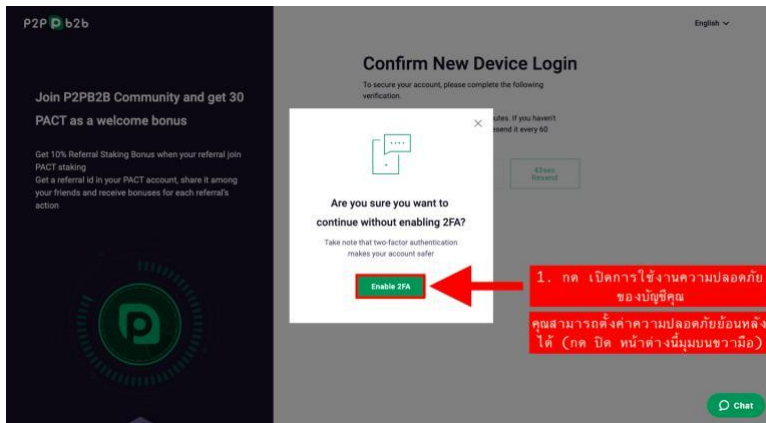 P2P b2b
English
Join P2PB2B Community and get 30
PACT as a welcome bonus
Get 10% Referral Staking Bonus when your referral join
PACT staking
Get a referral id in your PACT account, share it among
your friends and receive bonuses for each referral's
action
Confirm New Device Login
To secure your account, please complete the following
verification.
utes. If you haven't
esend it every 60
43sec
Resend
Are you sure you want to
continue without enabling 2FA?
Take note that two-factor authentication
makes your account safer
Enable 2FA
1. กด เปิดการใช้งานความปลอดภัย
ของบัญชีคุณ
คุณสามารถตั้งค่าความปลอดภัยย้อนหลัง
ได้ (กด ปิด หน้าต่างนี้มุมบนขวามือ)
Chat